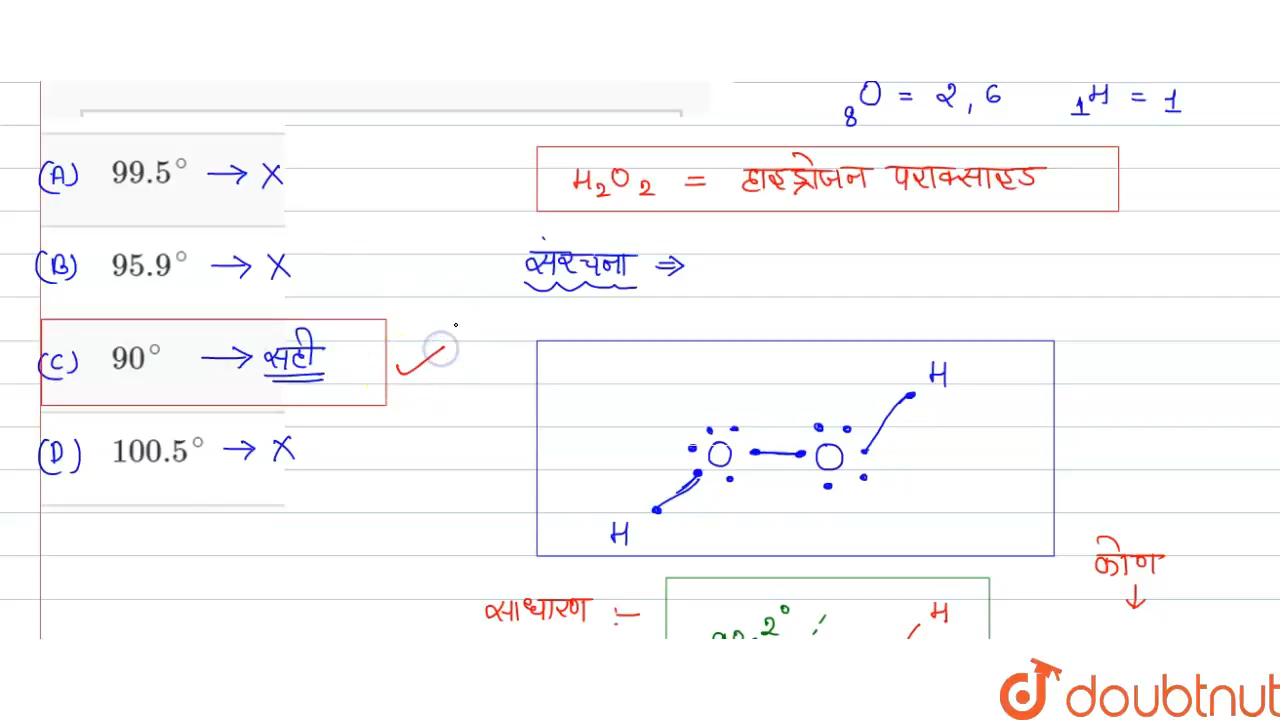 ₈O = 2, 6 ₁H = 1
(A) 99.5° → X
H₂O₂ = हाइड्रोजन पराक्साइड
(B) 95.9° → X
संरचना ⇒
(C) 90° → सही ✓
H
O O
(D) 100.5° → X
H
कोण
↓
साधारण :-
H
doubtnut